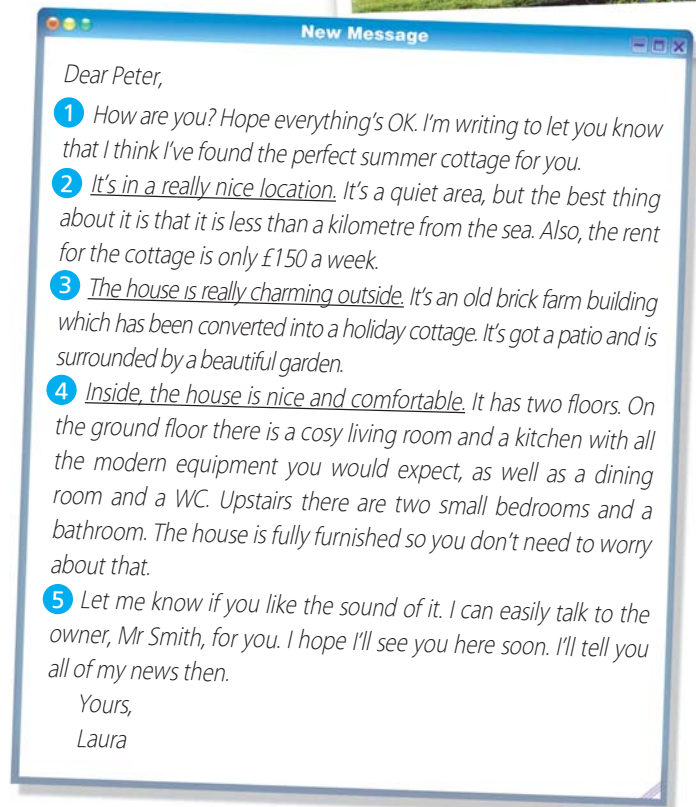 New Message
Dear Peter,
1 How are you? Hope everything's OK. I'm writing to let you know
that I think I've found the perfect summer cottage for you.
2 It's in a really nice location. It's a quiet area, but the best thing
about it is that it is less than a kilometre from the sea. Also, the rent
for the cottage is only £150 a week.
3 The house is really charming outside. It's an old brick farm building
which has been converted into a holiday cottage. It's got a patio and is
surrounded by a beautiful garden.
4 Inside, the house is nice and comfortable. It has two floors. On
the ground floor there is a cosy living room and a kitchen with all
the modern equipment you would expect, as well as a dining
room and a WC. Upstairs there are two small bedrooms and a
bathroom. The house is fully furnished so you don't need to worry
about that.
5 Let me know if you like the sound of it. I can easily talk to the
owner, Mr Smith, for you. I hope I'll see you here soon. I'll tell you
all of my news then.
Yours,
Laura